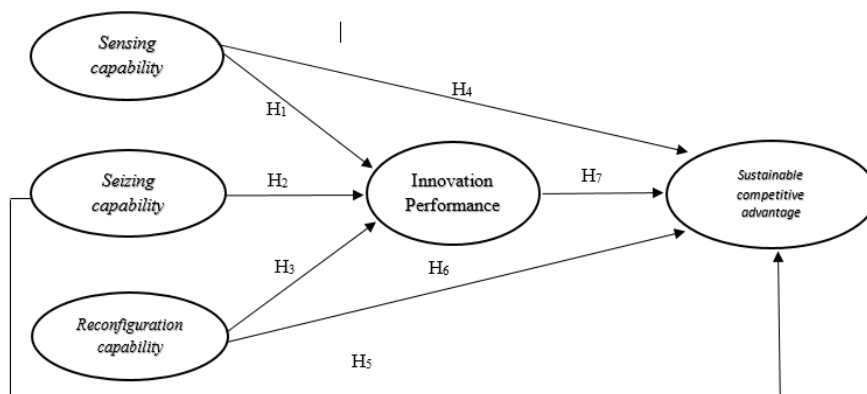 Sensing
capability
H4
H1
Seizing
capability
H2
Innovation
Performance
H7
Sustainable
competitive
advantage
H3
H6
Reconfiguration
capability
H5